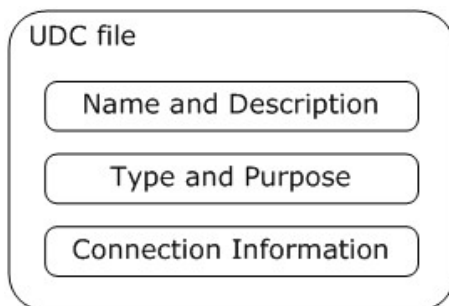 UDC file
Name and Description
Type and Purpose
Connection Information